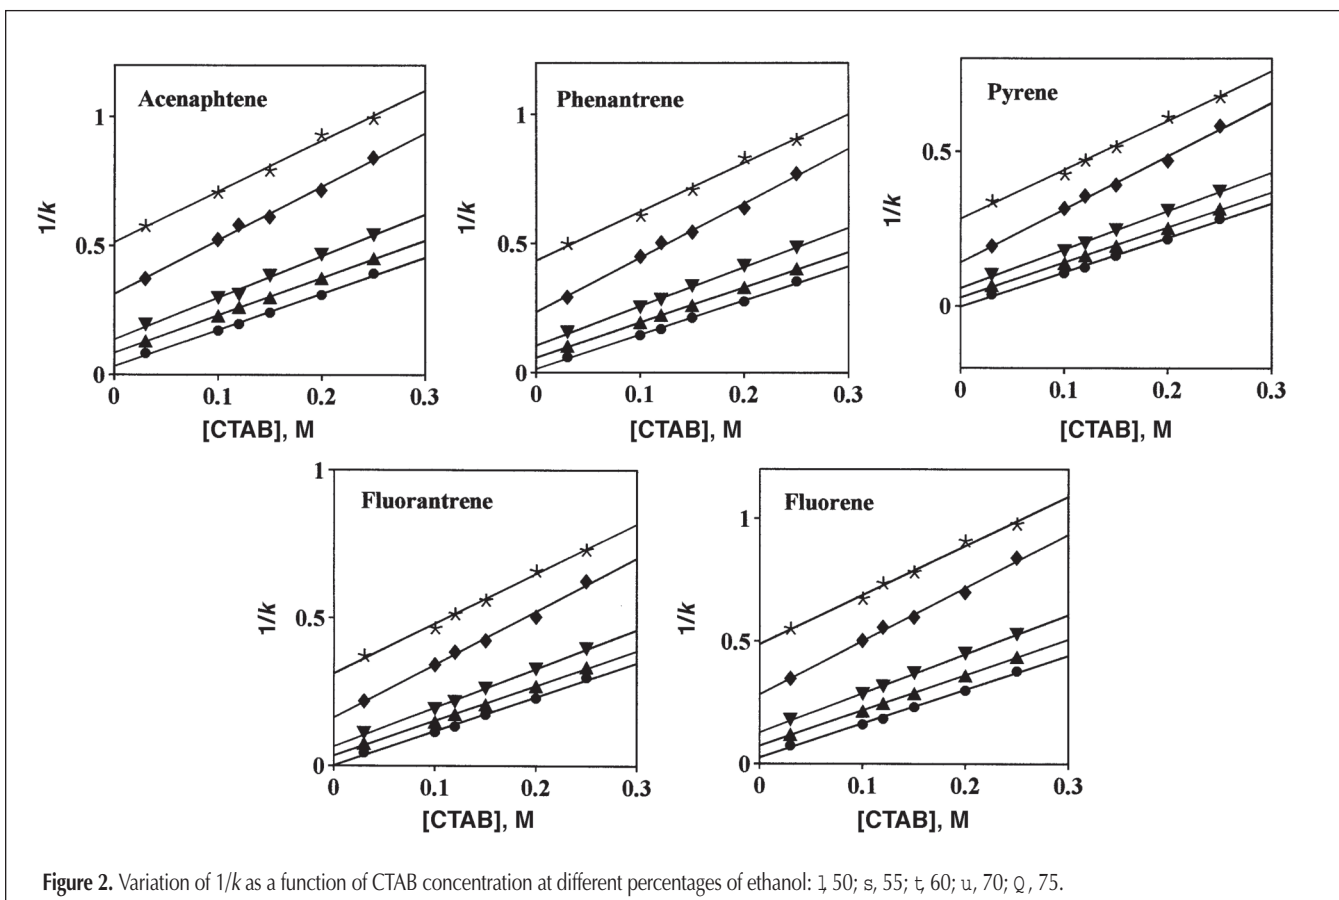 Acenaphtene
1
0.5
0
1/k
0 0.1 0.2 0.3
[CTAB], M
Phenantrene
1
0.5
0
1/k
0 0.1 0.2 0.3
[CTAB], M
Pyrene
0.5
0
1/k
0 0.1 0.2 0.3
[CTAB], M
Fluorantrene
1
0.5
0
1/k
0 0.1 0.2 0.3
[CTAB], M
Fluorene
1
0.5
0
1/k
0 0.1 0.2 0.3
[CTAB], M
Figure 2. Variation of 1/k as a function of CTAB concentration at different percentages of ethanol: l, 50; s, 55; t, 60; u, 70; Q, 75.